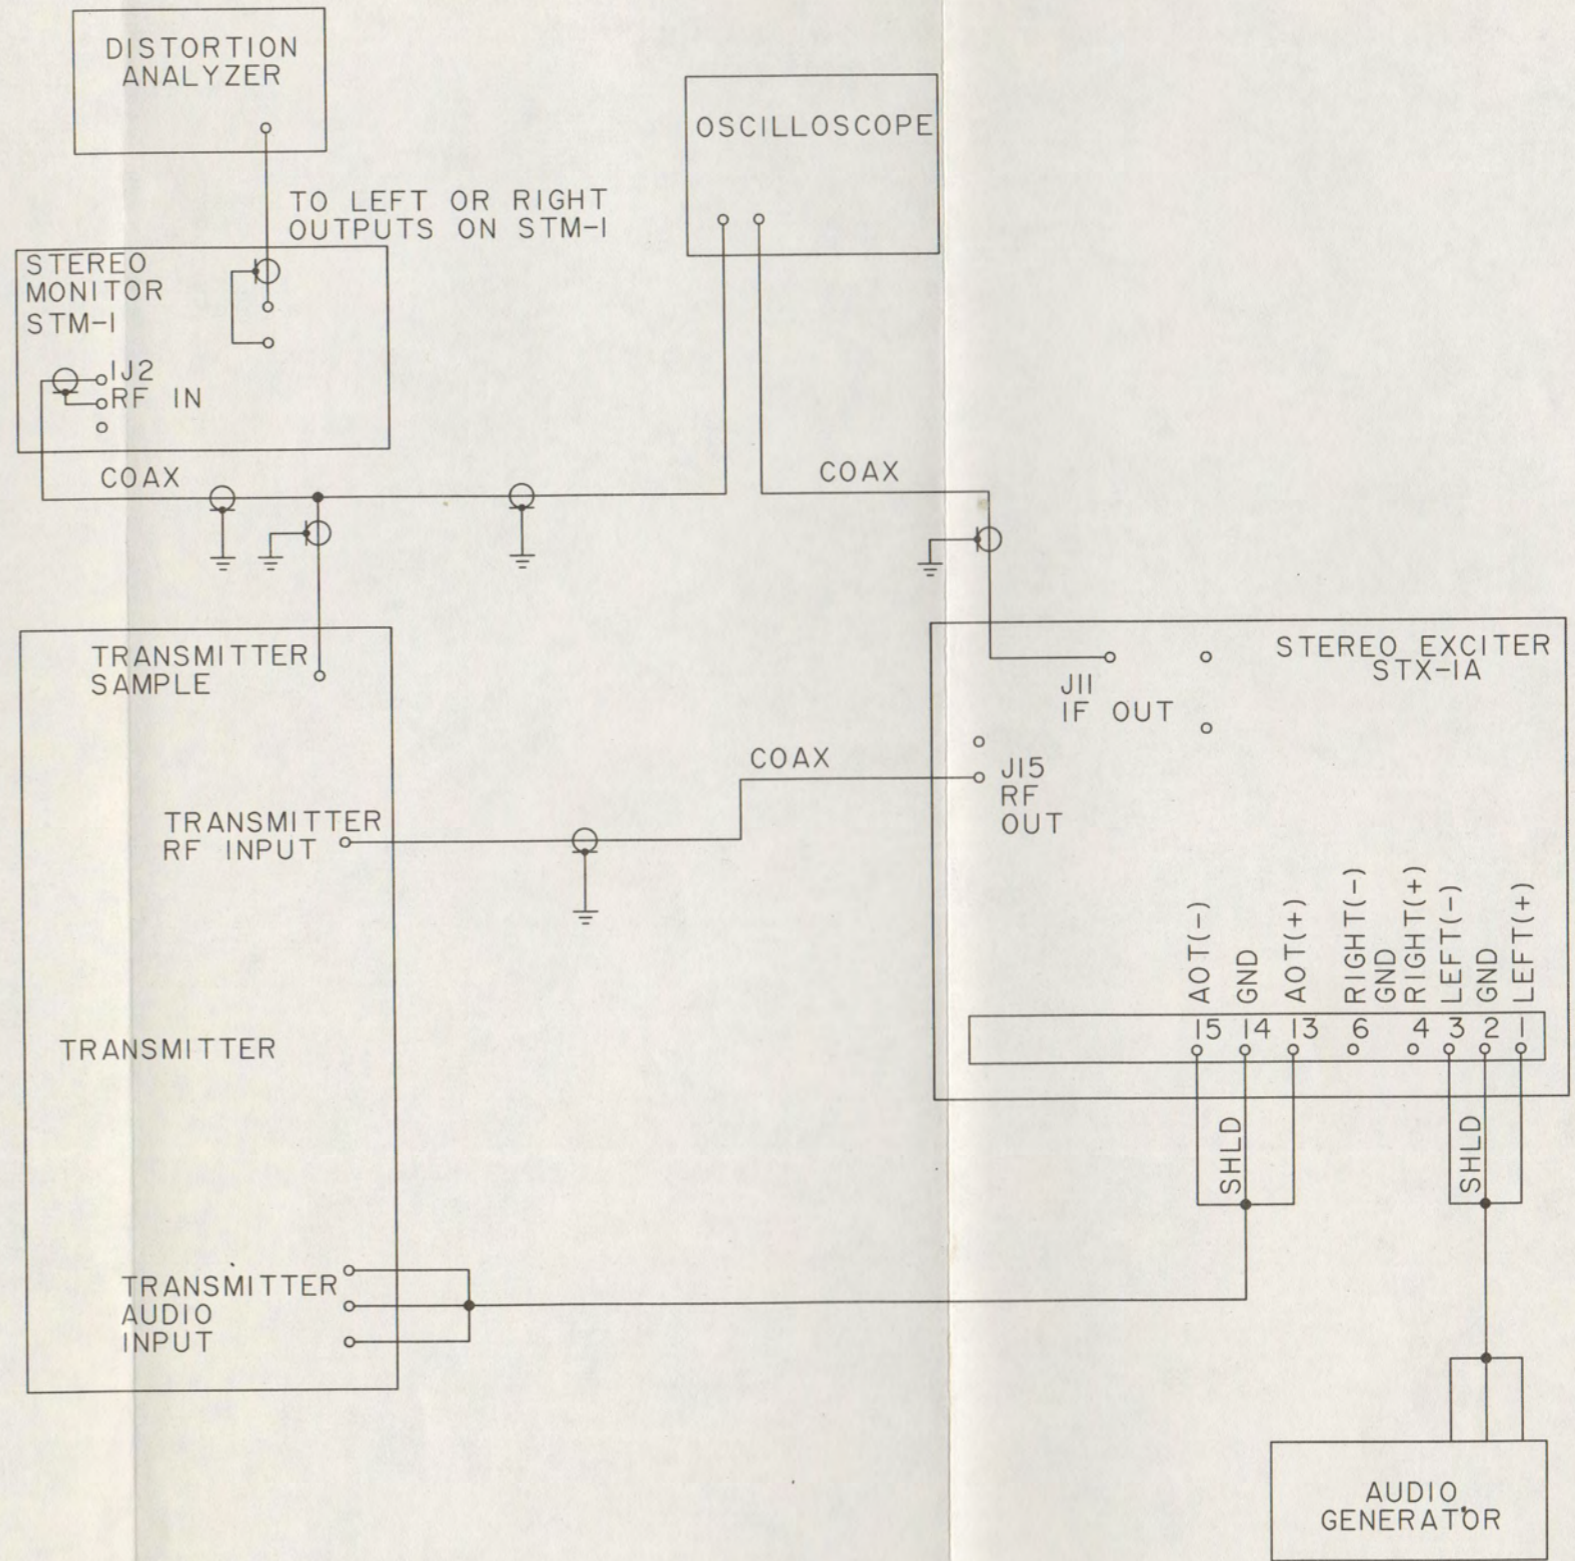 DISTORTION
ANALYZER
OSCILLOSCOPE
TO LEFT OR RIGHT
OUTPUTS ON STM-1
STEREO
MONITOR
STM-1
1J2
RF IN
COAX
COAX
TRANSMITTER
SAMPLE
STEREO EXCITER
STX-1A
J11
IF OUT
COAX
J15
RF
OUT
TRANSMITTER
RF INPUT
AOT(-)
GND
AOT(+)
RIGHT(-)
GND
RIGHT(+)
LEFT(-)
GND
LEFT(+)
15 14 13 6 4 3 2 1
TRANSMITTER
SHLD
SHLD
TRANSMITTER
AUDIO
INPUT
AUDIO
GENERATOR